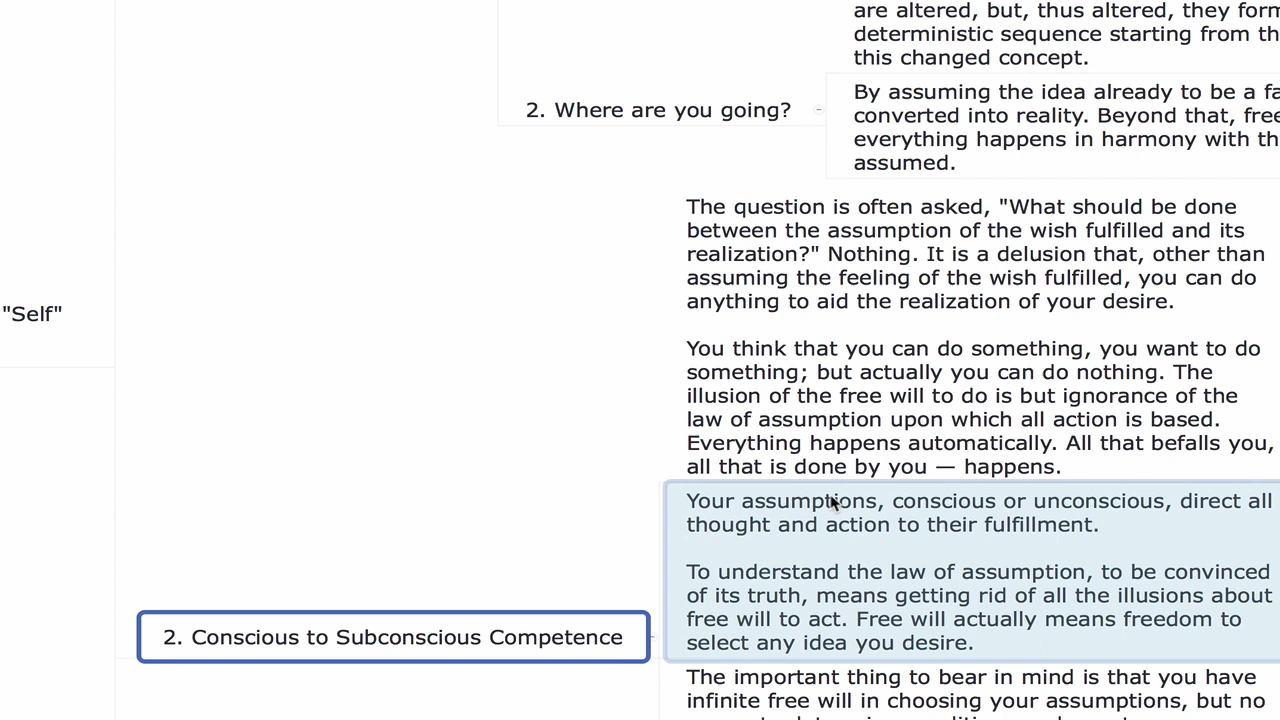 are altered, but, thus altered, they form
deterministic sequence starting from th
this changed concept.
2. Where are you going?
By assuming the idea already to be a fa
converted into reality. Beyond that, free
everything happens in harmony with th
assumed.
The question is often asked, "What should be done
between the assumption of the wish fulfilled and its
realization?" Nothing. It is a delusion that, other than
assuming the feeling of the wish fulfilled, you can do
anything to aid the realization of your desire.
"Self"
You think that you can do something, you want to do
something; but actually you can do nothing. The
illusion of the free will to do is but ignorance of the
law of assumption upon which all action is based.
Everything happens automatically. All that befalls you,
all that is done by you — happens.
Your assumptions, conscious or unconscious, direct all
thought and action to their fulfillment.
To understand the law of assumption, to be convinced
of its truth, means getting rid of all the illusions about
free will to act. Free will actually means freedom to
select any idea you desire.
2. Conscious to Subconscious Competence
The important thing to bear in mind is that you have
infinite free will in choosing your assumptions, but no